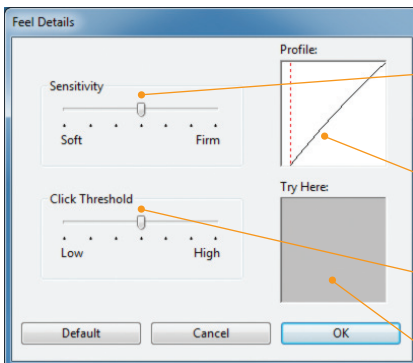 Feel Details
Profile:
Sensitivity
Soft
Firm
Try Here:
Click Threshold
Low
High
Default
Cancel
OK